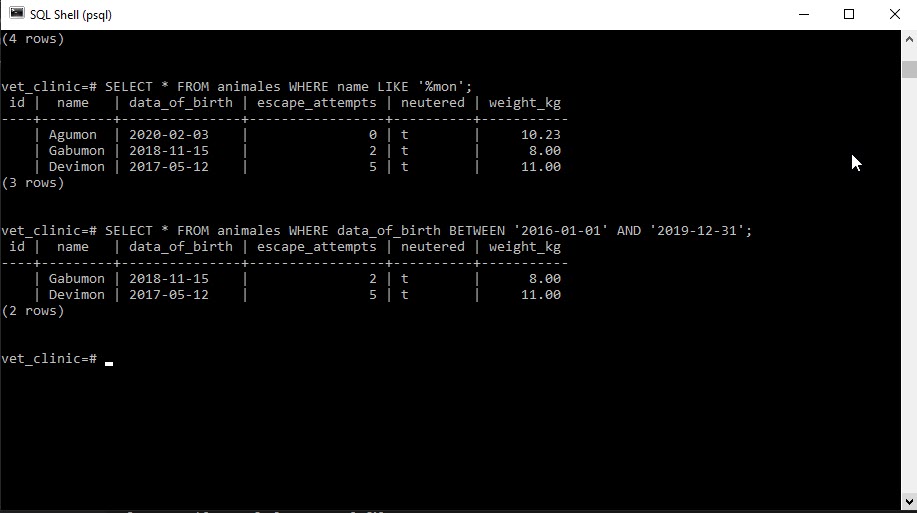 SQL Shell (psql)
(4 rows)
vet_clinic=# SELECT * FROM animales WHERE name LIKE '%mon';
 id |  name   | data_of_birth | escape_attempts | neutered | weight_kg
----+---------+---------------+-----------------+----------+-----------
    | Agumon  | 2020-02-03    |               0 | t        |     10.23
    | Gabumon | 2018-11-15    |               2 | t        |      8.00
    | Devimon | 2017-05-12    |               5 | t        |     11.00
(3 rows)
vet_clinic=# SELECT * FROM animales WHERE data_of_birth BETWEEN '2016-01-01' AND '2019-12-31';
 id |  name   | data_of_birth | escape_attempts | neutered | weight_kg
----+---------+---------------+-----------------+----------+-----------
    | Gabumon | 2018-11-15    |               2 | t        |      8.00
    | Devimon | 2017-05-12    |               5 | t        |     11.00
(2 rows)
vet_clinic=#